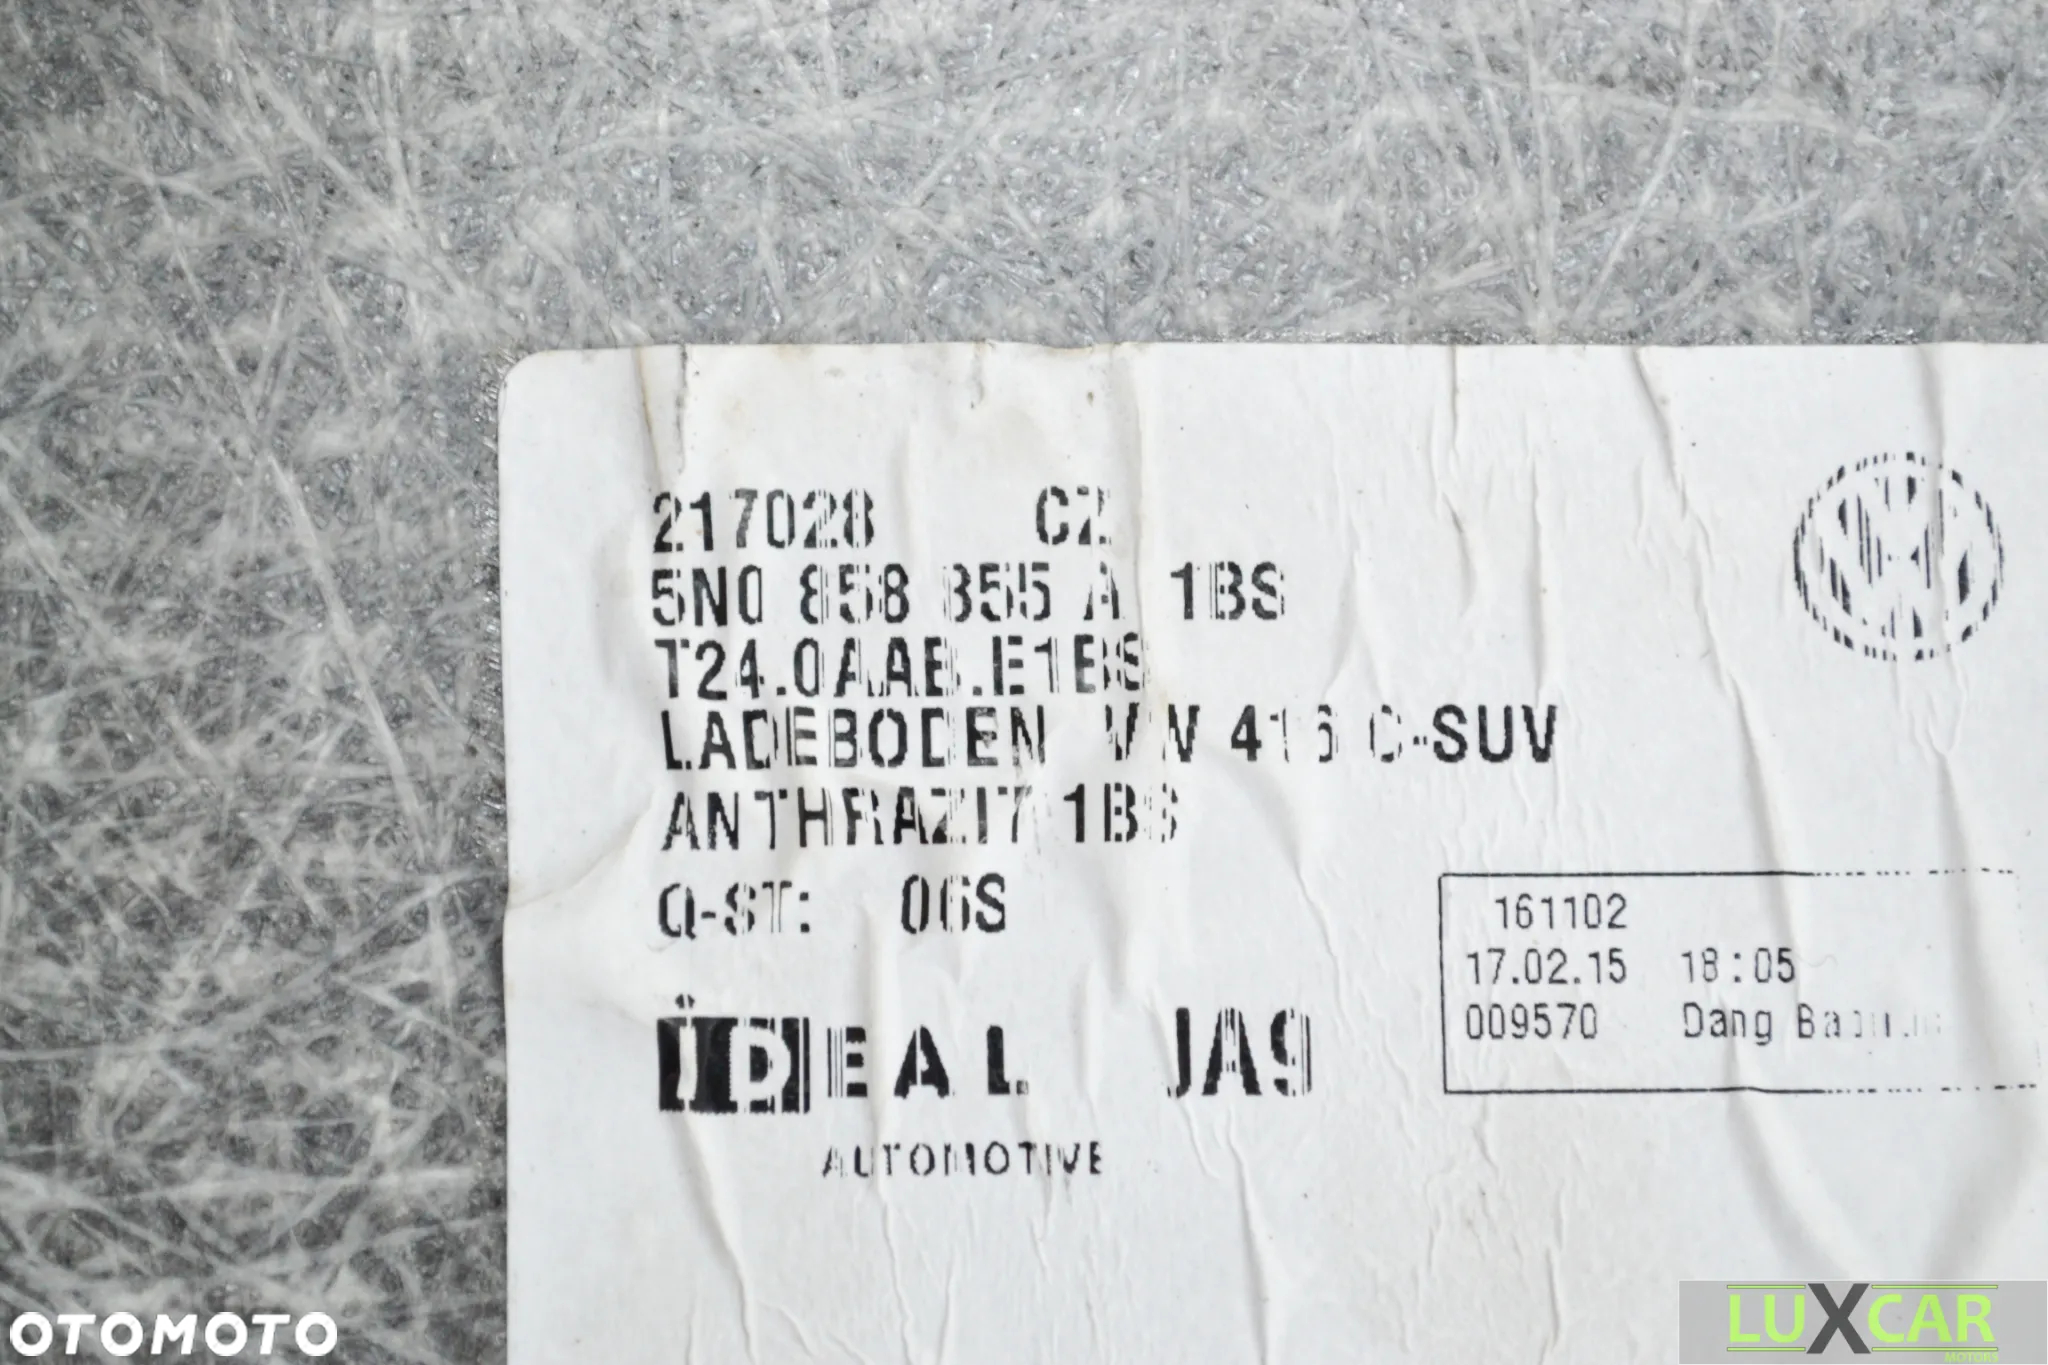 217028 CZ
5N0 858 855 A 1BS
T24.0AAB.E1BS
LADEBODEN VW 416 C-SUV
ANTHRAZIT 1BS
Q-ST: 06S
IDEAL JA9
AUTOMOTIVE
161102
17.02.15 18:05
009570 Dang
OTOMOTO
LUXCAR
MOTORS